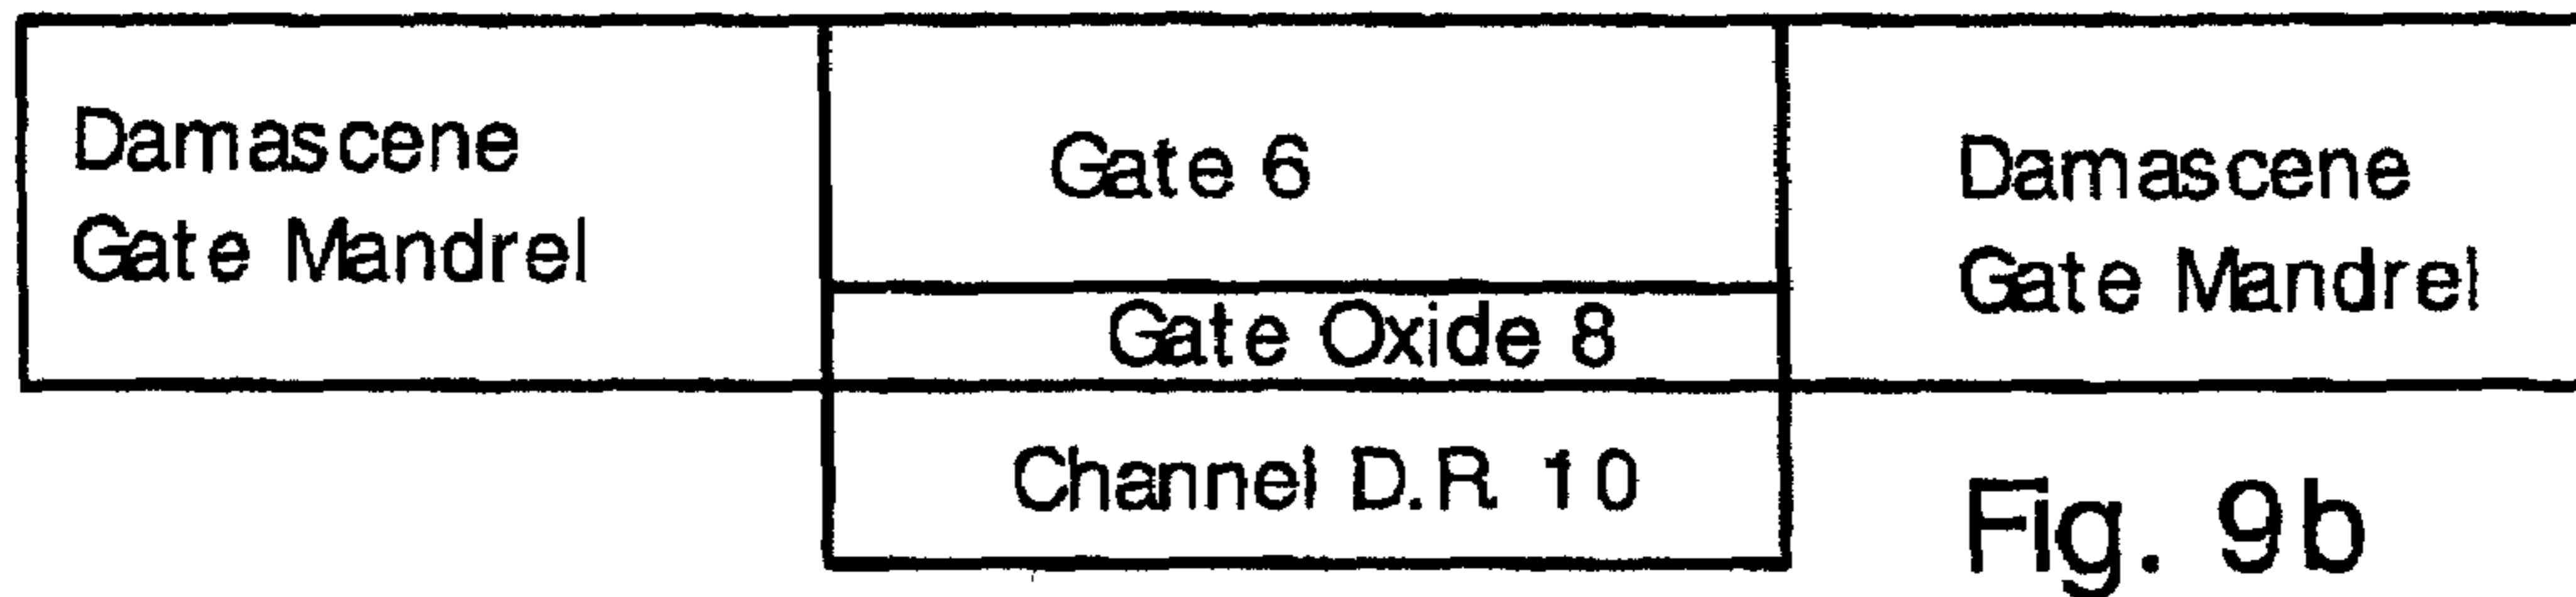 Damascene
Gate Mandrel
Gate 6
Gate Oxide 8
Channel D.R 10
Damascene
Gate Mandrel
Fig. 9b